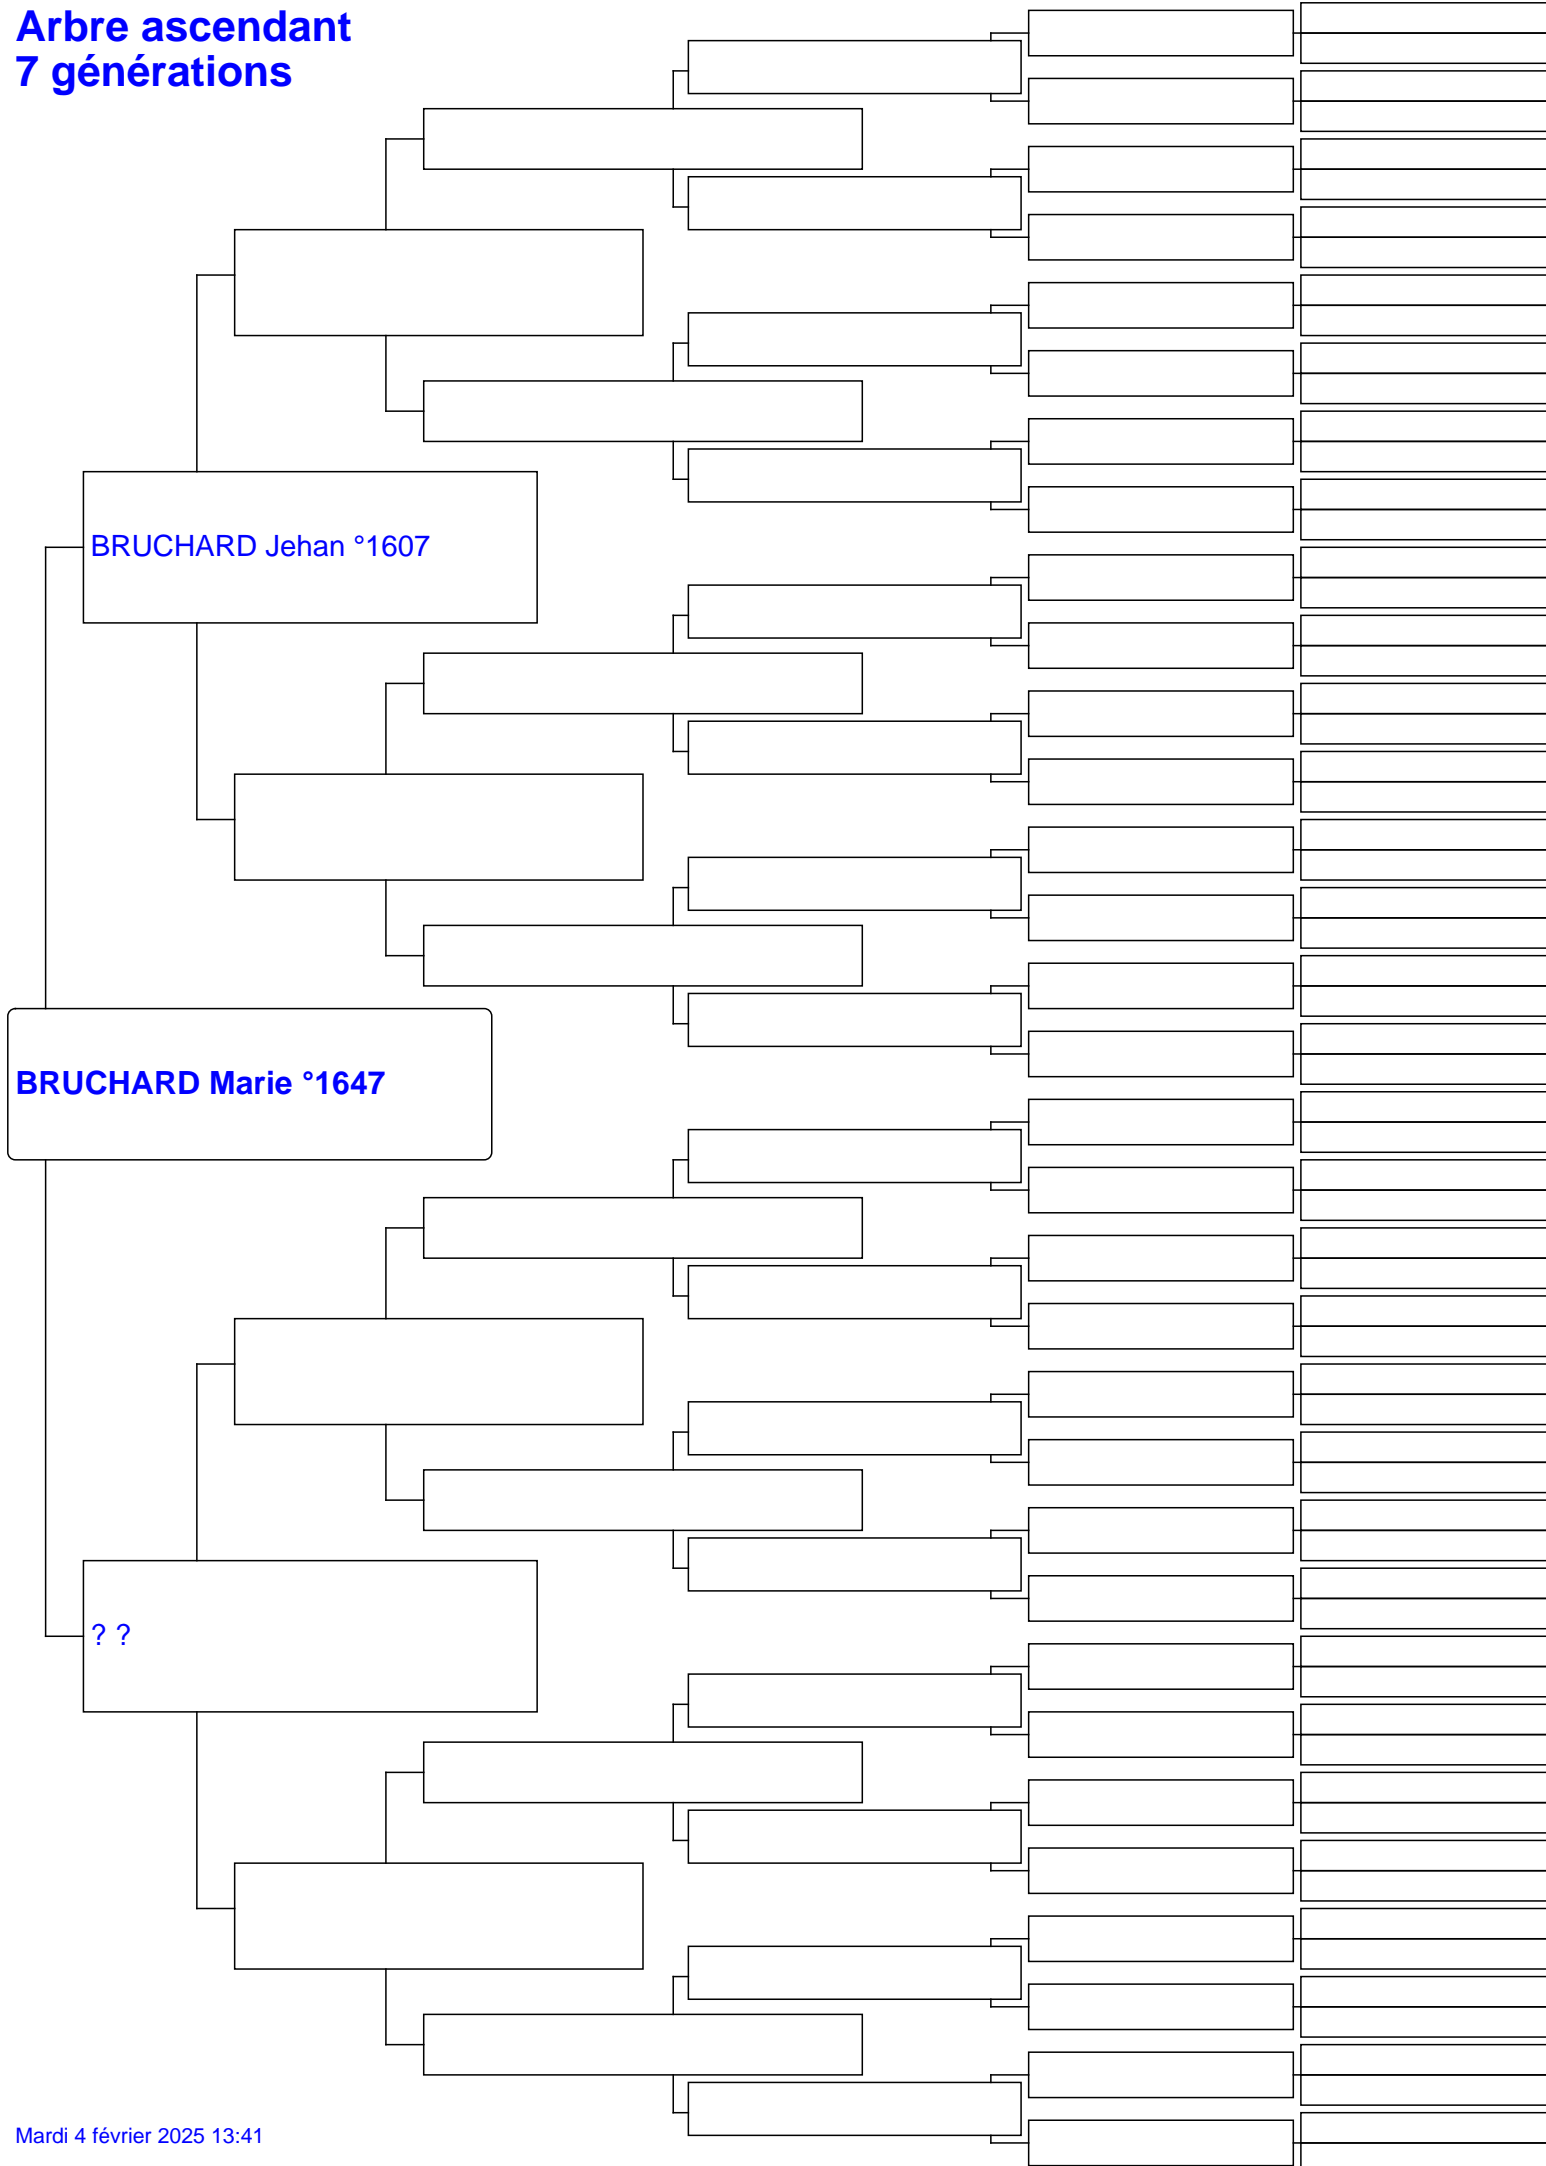 Arbre ascendant
7 générations
BRUCHARD Jehan °1607
BRUCHARD Marie °1647
? ?
Mardi 4 février 2025 13:41